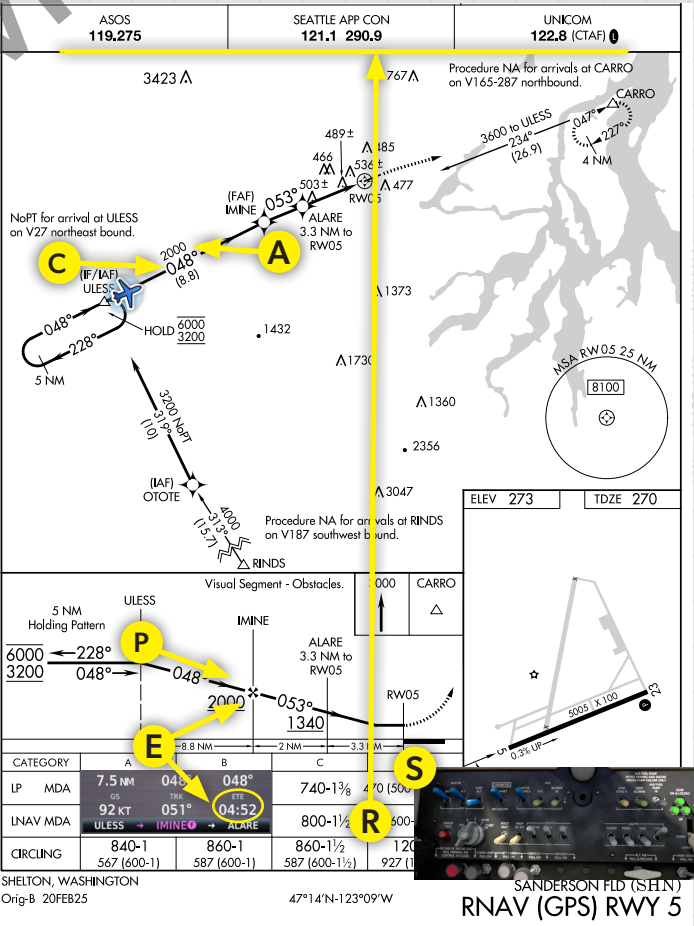 ASOS
119.275
SEATTLE APP CON
121.1 290.9
UNICOM
122.8 (CTAF) L
3423
767
Procedure NA for arrivals at CARRO
on V165-287 northbound.
CARRO
047°
227°
4 NM
3600 to ULESS
234°
(26.9)
489±
485
466
536±
503±
477
(FAF)
IMINE
053°
RW05
ALARE
3.3 NM to
RW05
NoPT for arrival at ULESS
on V27 northeast bound.
2000
048°
(8.8)
A
C
(IF/IAF)
ULESS
1373
048°
228°
HOLD
6000
3200
5 NM
1432
MSA RW05 25 NM
8100
1730
3200 NoPT
319°
(10)
1360
2356
(IAF)
OTOTE
3047
4000
313°
(15.7)
Procedure NA for arrivals at RINDS
on V187 southwest bound.
RINDS
ELEV 273
TDZE 270
Visual Segment - Obstacles.
CARRO
5 NM
Holding Pattern
ULESS
IMINE
P
6000
3200
228°
048°
048°
ALARE
3.3 NM to
RW05
2000
053°
1340
RW05
E
8.8 NM
2 NM
3.3 NM
S
5
5005 X 100
23
P
0.3% UP
CATEGORY
A
B
C
LP MDA
7.5 NM
048°
048°
740-1⅜
470 (500
GS
TRK
ETE
92 KT
051°
04:52
ULESS → IMINE F → ALARE
LNAV MDA
800-1½
R
CIRCLING
840-1
567 (600-1)
860-1
587 (600-1)
860-1½
587 (600-1½)
SHELTON, WASHINGTON
Orig-B 20FEB25
47°14'N-123°09'W
SANDERSON FLD (SHN)
RNAV (GPS) RWY 5